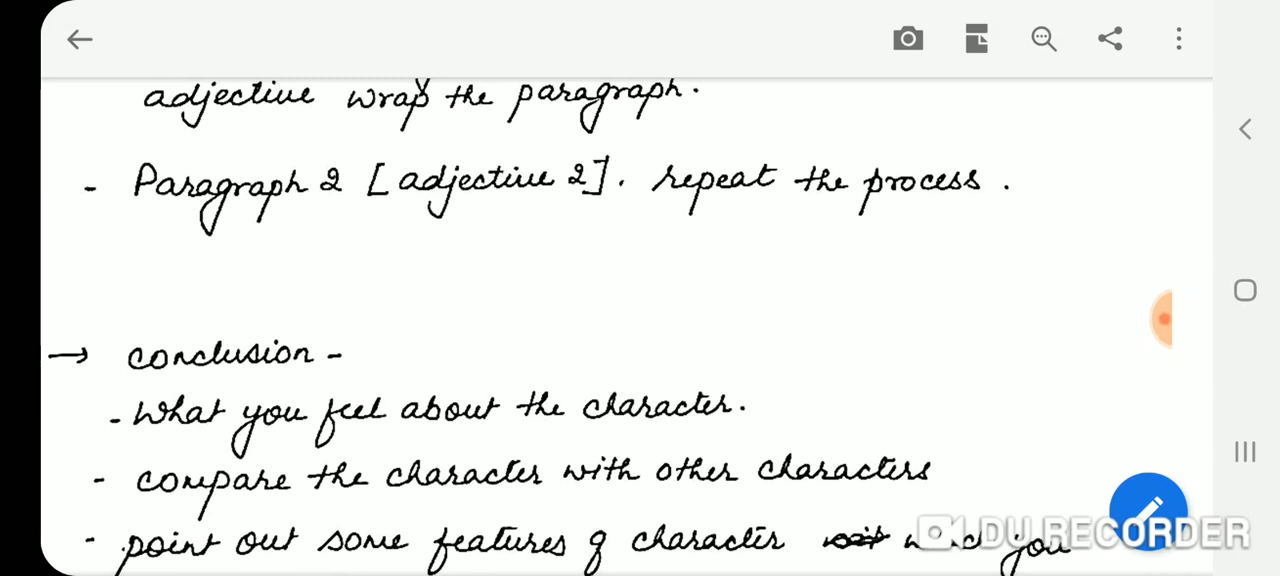 adjective wrap the paragraph.
- Paragraph 2 [adjective 2]. repeat the process.
→ conclusion -
- What you feel about the character.
- compare the character with other characters
- point out some features of character you
DU RECORDER